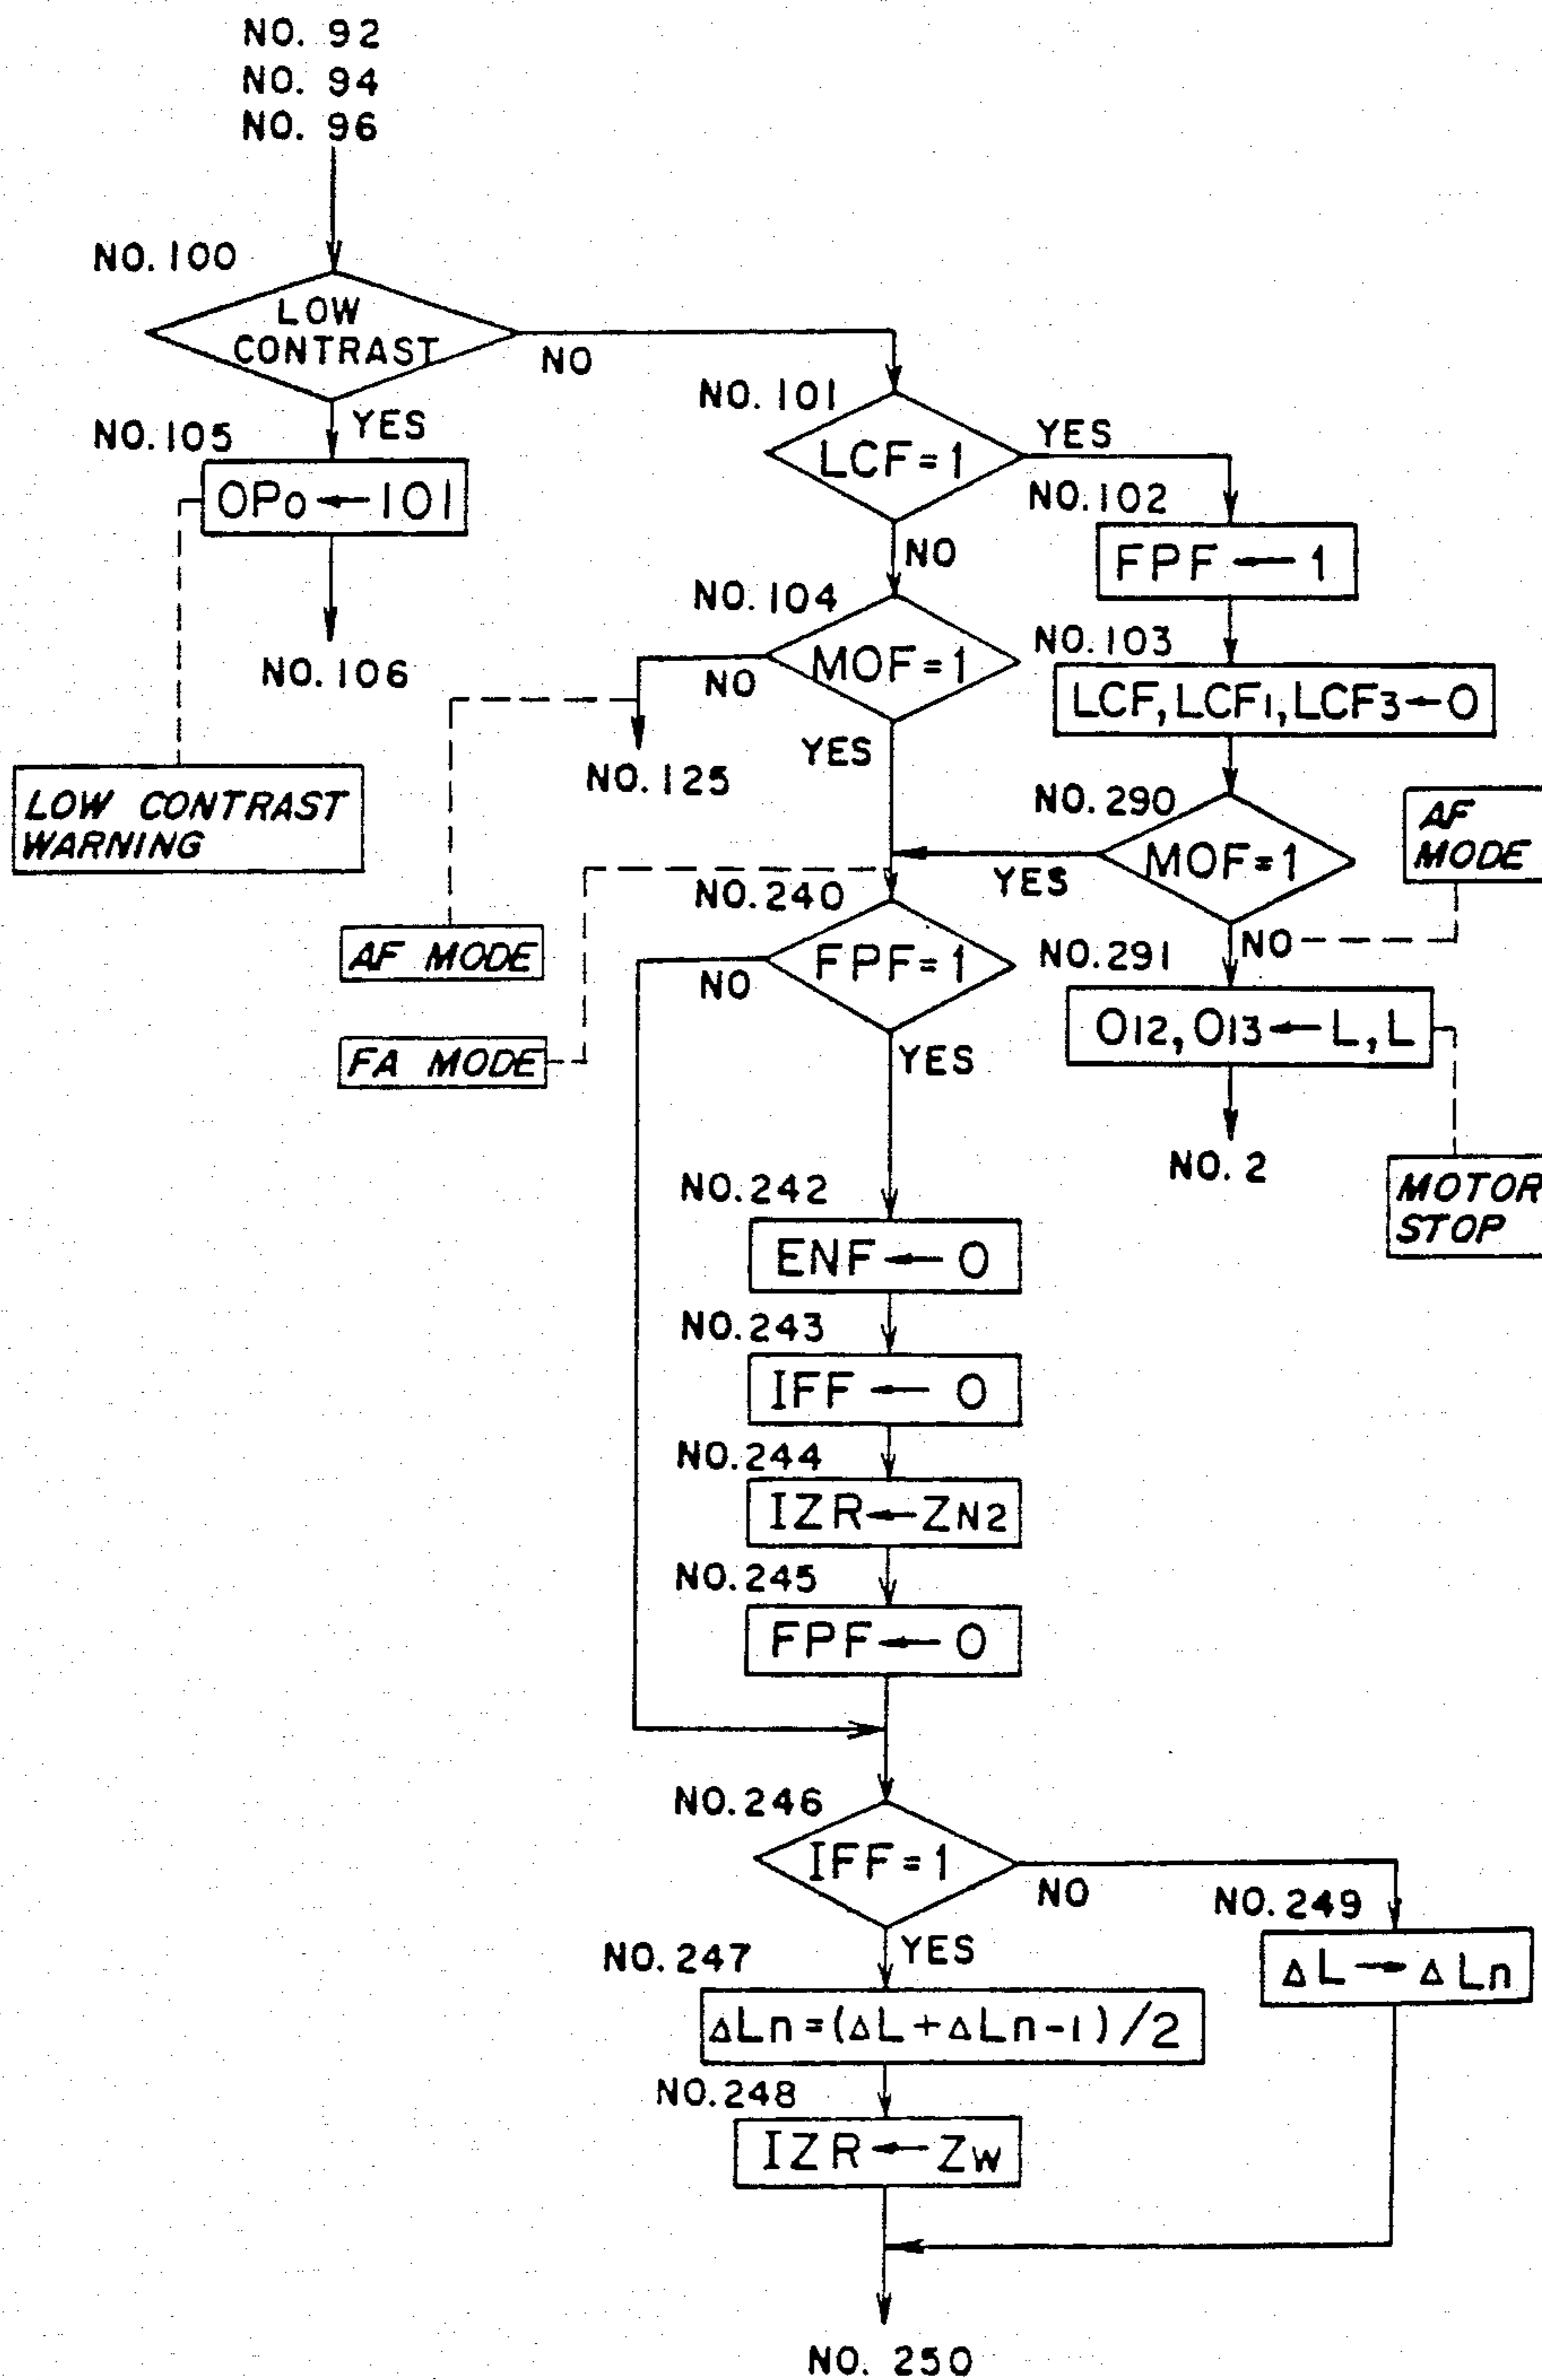 NO. 92
NO. 94
NO. 96
NO. 100
LOW
CONTRAST
NO
YES
NO. 105
OPo ← 101
NO. 106
LOW CONTRAST
WARNING
NO. 101
LCF = 1
YES
NO
NO. 102
FPF ← 1
NO. 103
LCF, LCF1, LCF3 ← 0
NO. 104
MOF = 1
NO
YES
NO. 125
AF MODE
FA MODE
NO. 290
MOF = 1
YES
NO
AF
MODE
NO. 291
O12, O13 ← L, L
NO. 2
MOTOR
STOP
NO. 240
FPF = 1
NO
YES
NO. 242
ENF ← 0
NO. 243
IFF ← 0
NO. 244
IZR ← ZN2
NO. 245
FPF ← 0
NO. 246
IFF = 1
NO
YES
NO. 249
ΔL → ΔLn
NO. 247
ΔLn = (ΔL + ΔLn-1) / 2
NO. 248
IZR ← Zw
NO. 250